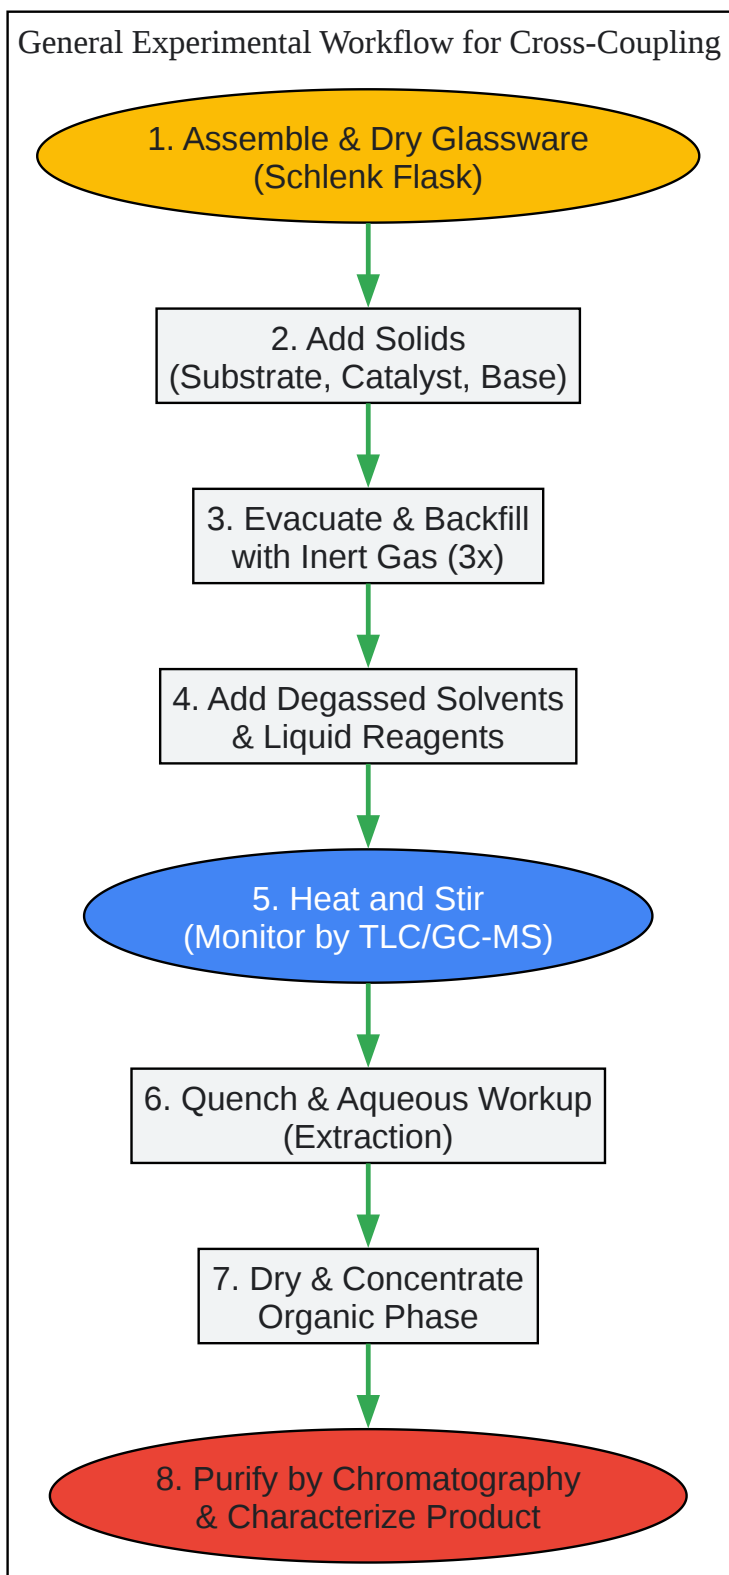 General Experimental Workflow for Cross-Coupling
1. Assemble & Dry Glassware
(Schlenk Flask)
2. Add Solids
(Substrate, Catalyst, Base)
3. Evacuate & Backfill
with Inert Gas (3x)
4. Add Degassed Solvents
& Liquid Reagents
5. Heat and Stir
(Monitor by TLC/GC-MS)
6. Quench & Aqueous Workup
(Extraction)
7. Dry & Concentrate
Organic Phase
8. Purify by Chromatography
& Characterize Product